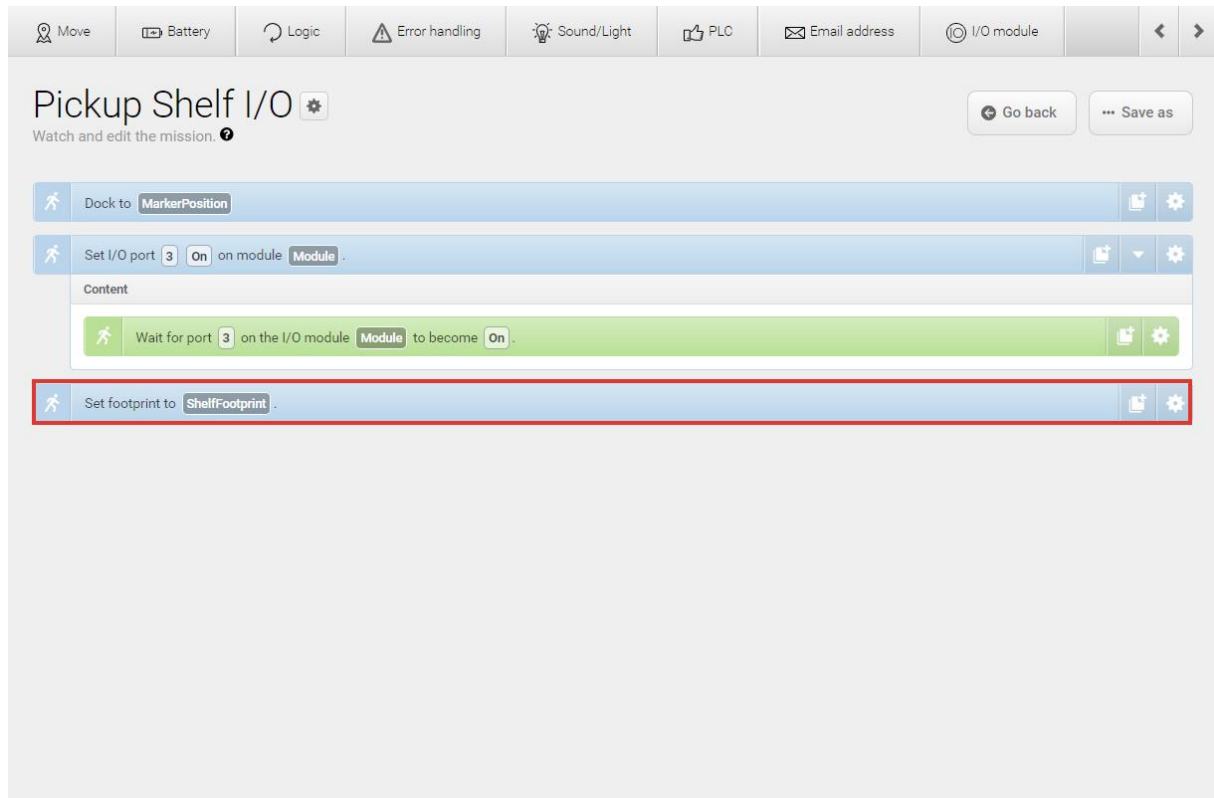 Move Battery Logic Error handling Sound/Light PLC Email address I/O module
Pickup Shelf I/O
Watch and edit the mission. ?
Go back ••• Save as
Dock to MarkerPosition
Set I/O port 3 On on module Module .
Content
Wait for port 3 on the I/O module Module to become On .
Set footprint to ShelfFootprint .